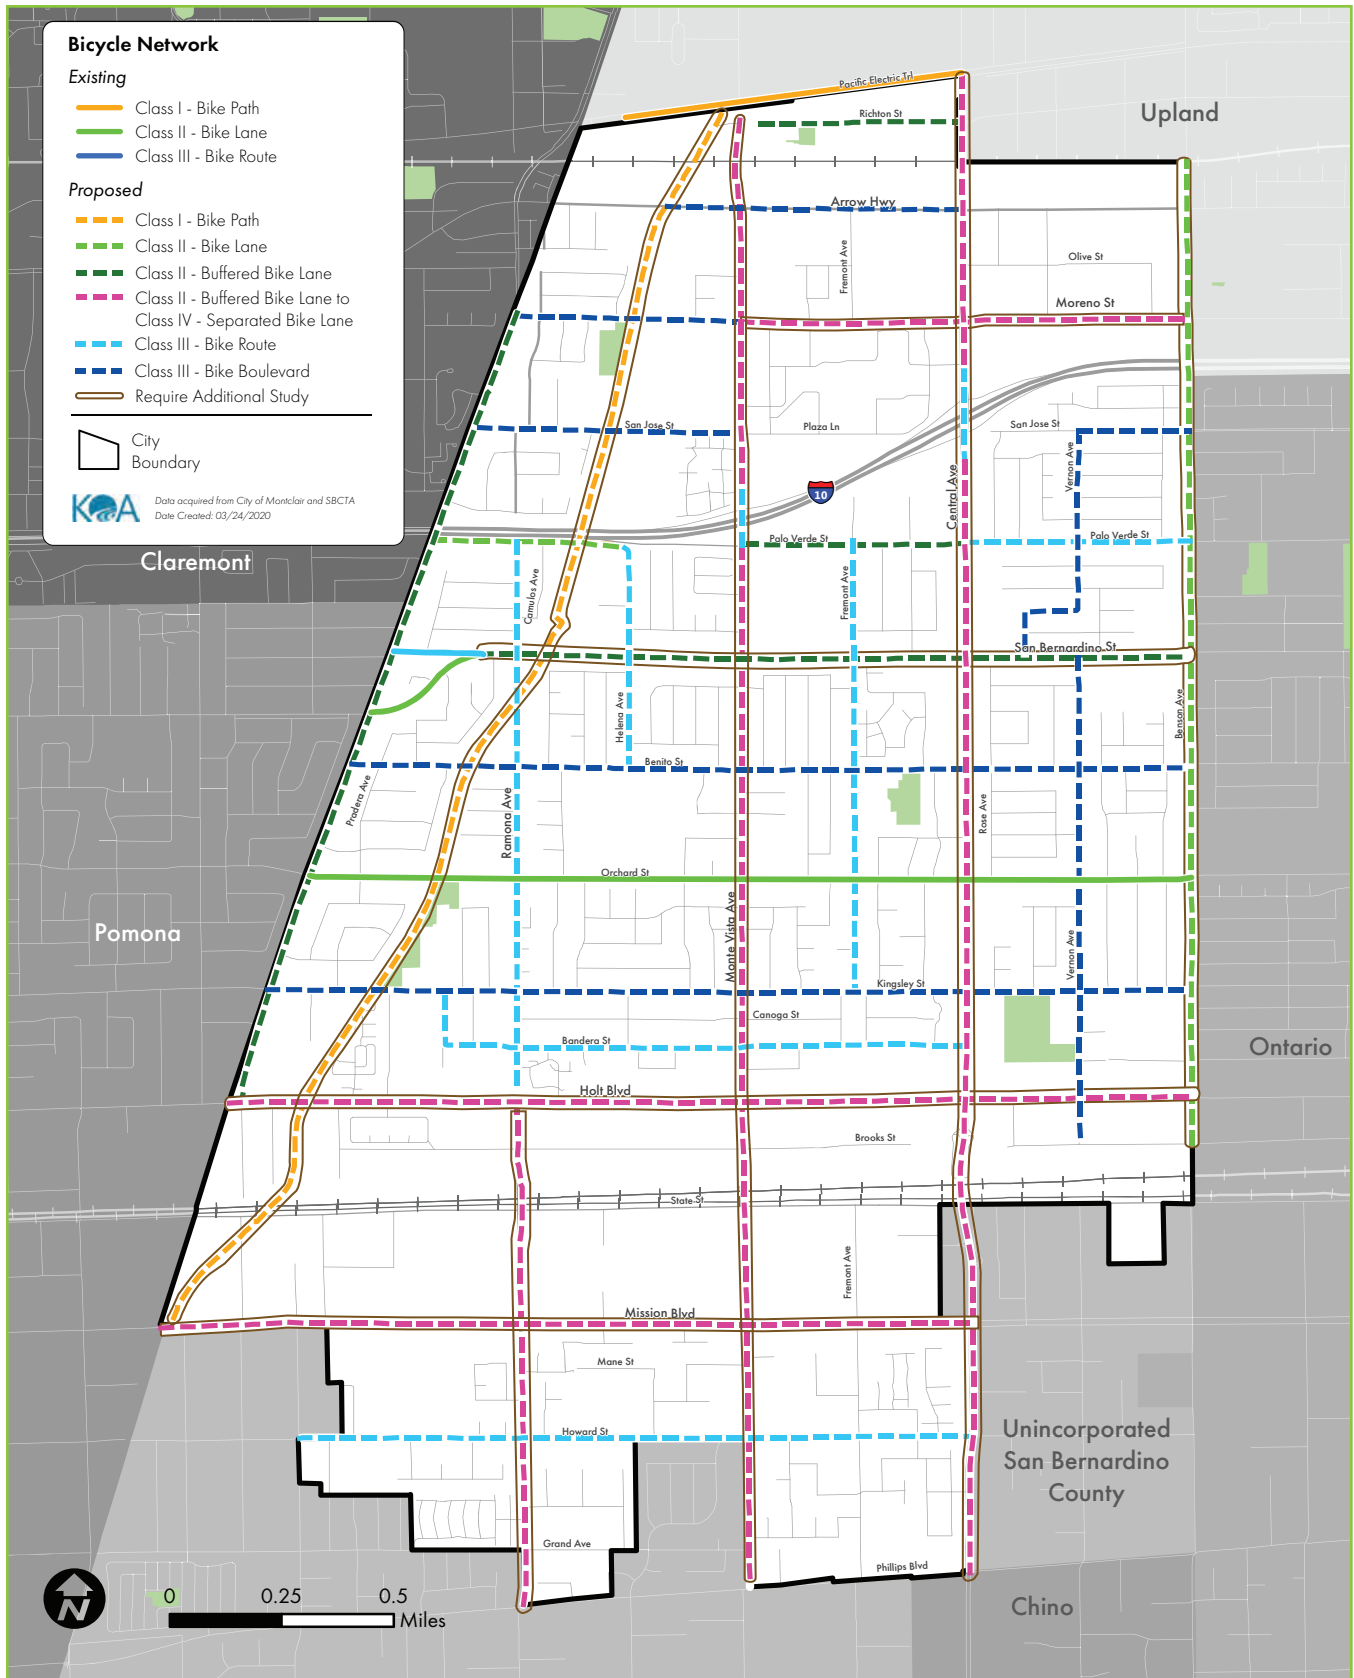 Bicycle Network
Existing
Class I - Bike Path
Class II - Bike Lane
Class III - Bike Route
Proposed
Class I - Bike Path
Class II - Bike Lane
Class II - Buffered Bike Lane
Class II - Buffered Bike Lane to
Class IV - Separated Bike Lane
Class III - Bike Route
Class III - Bike Boulevard
Require Additional Study
City
Boundary
KOA
Data acquired from City of Montclair and SBCTA
Date Created: 03/24/2020
Pacific Electric Trl
Richton St
Upland
Arrow Hwy
Fremont Ave
Olive St
Moreno St
San Jose St
Plaza Ln
San Jose St
Vernon Ave
Central Ave
10
Palo Verde St
Palo Verde St
Claremont
Camulos Ave
Fremont Ave
San Bernardino St
Helena Ave
Benson Ave
Benito St
Pradera Ave
Ramona Ave
Rose Ave
Orchard St
Monte Vista Ave
Pomona
Vernon Ave
Kingsley St
Canoga St
Bandera St
Ontario
Holt Blvd
Brooks St
State St
Fremont Ave
Mission Blvd
Mane St
Howard St
Unincorporated
San Bernardino
County
Grand Ave
Phillips Blvd
Chino
N
0 0.25 0.5
Miles